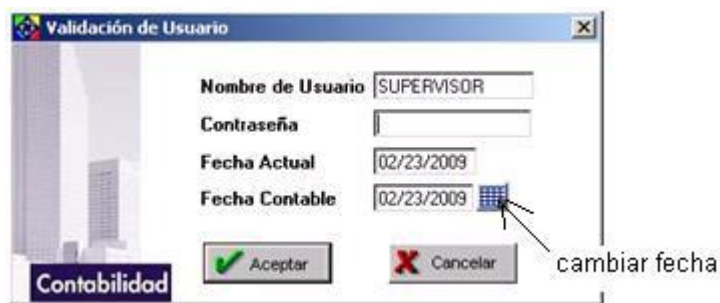 Validación de Usuario
Nombre de Usuario SUPERVISOR
Contraseña
Fecha Actual 02/23/2009
Fecha Contable 02/23/2009
Aceptar Cancelar cambiar fecha
Contabilidad